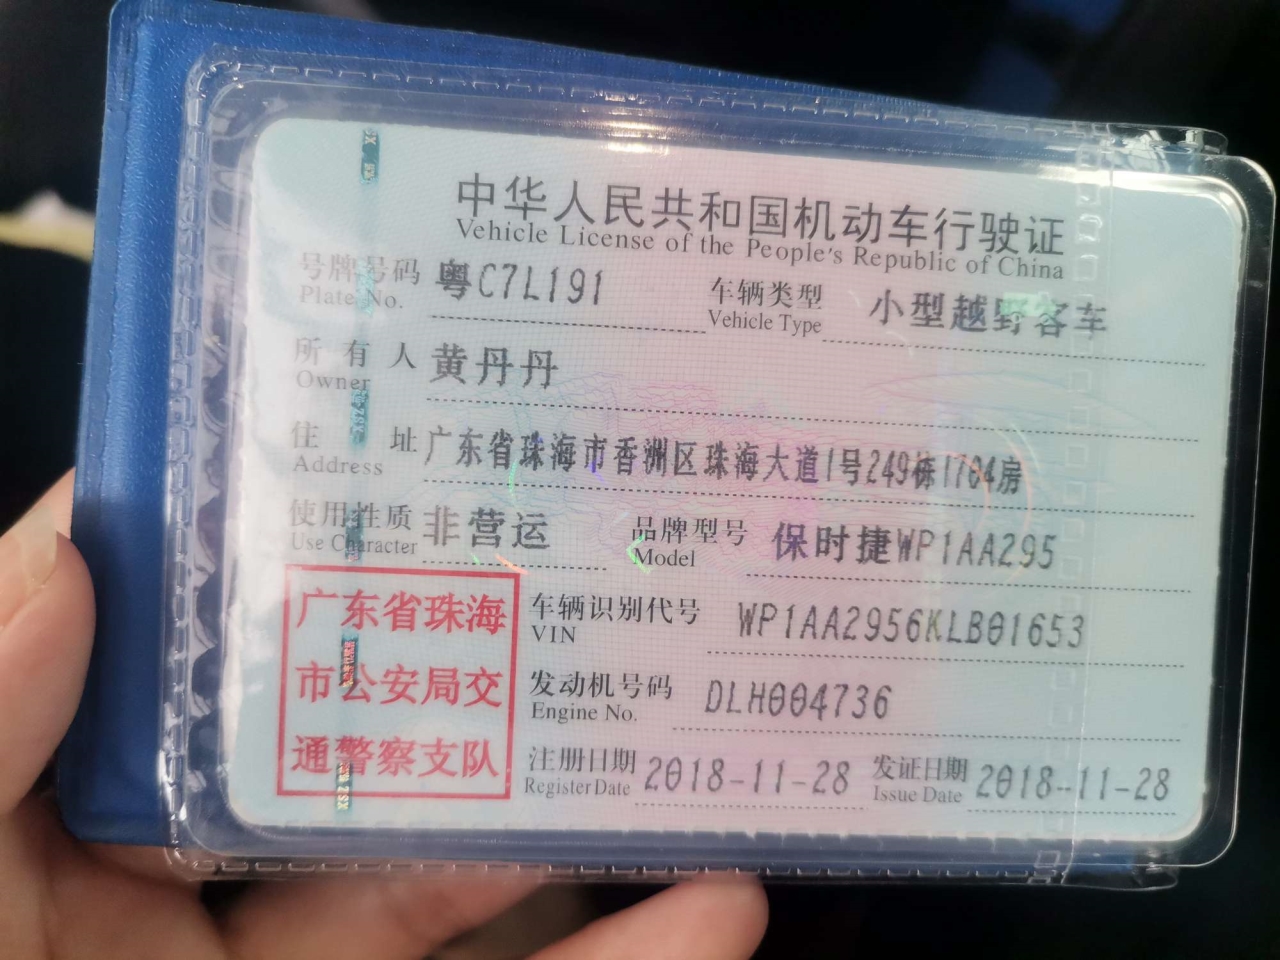 中华人民共和国机动车行驶证
Vehicle License of the People's Republic of China
号牌号码 粤C7L191 车辆类型 小型越野客车
Plate No. Vehicle Type
所有人 黄丹丹
Owner
住址 广东省珠海市香洲区珠海大道1号249栋1704房
Address
使用性质 非营运 品牌型号 保时捷WP1AA295
Use Character Model
广东省珠海
市公安局交
通警察支队
车辆识别代号 WP1AA2956KLB01653
VIN
发动机号码 DLH004736
Engine No.
注册日期 2018-11-28 发证日期 2018-11-28
Register Date Issue Date